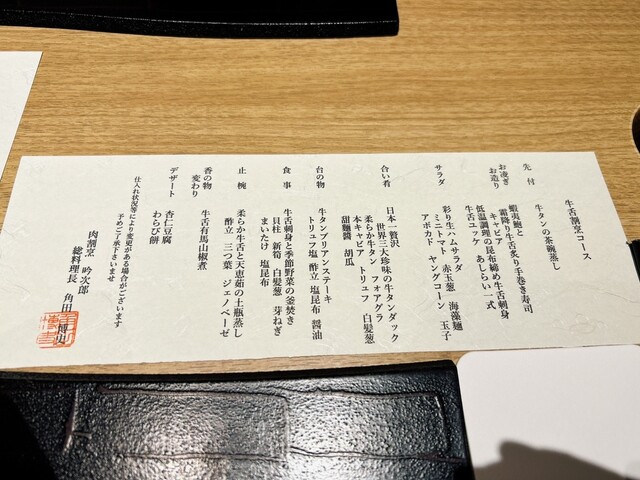 牛舌割烹コース
先付
牛タンの茶碗蒸し
お凌ぎ
お造り
蝦夷鮑と
キャビア
霜降り牛舌炙り手巻き寿司
低温調理の昆布締め牛舌刺身
牛舌ユッケ あしらい一式
サラダ
彩り生ハムサラダ
ミニトマト 赤玉葱 海藻麺
アボカド ヤングコーン 玉子
合い肴
日本一贅沢
世界三大珍味の牛タンダック
柔らか牛タン フォアグラ
本キャビア トリュフ 白髪葱
甜麵醬 胡瓜
台の物
牛タンブリアンステーキ
トリュフ塩 酢立 塩昆布 醤油
食事
牛舌刺身と季節野菜の釜焚き
貝柱 新筍 白髪葱 芽ねぎ
まいたけ 塩昆布
止椀
柔らか牛舌と天恵茹の土瓶蒸し
酢立 三つ葉 ジェノベーゼ
香の物
変わり
牛舌有馬山椒煮
デザート
杏仁豆腐
わらび餅
仕入れ状況等により変更がある場合がございます
予めご了承下さいませ
肉割烹 吟次郎
総料理長 角田 博史